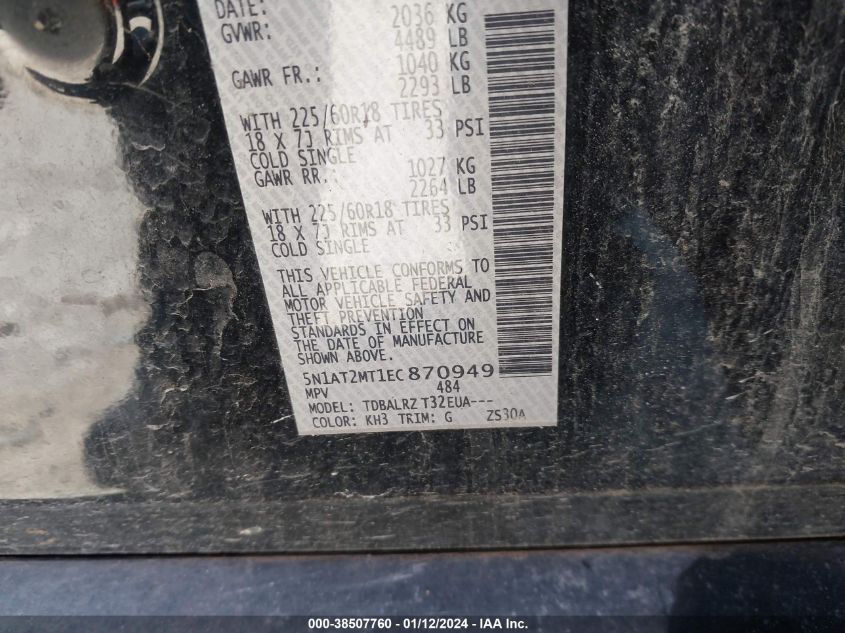 DATE:
2036 KG
GVWR:
4489 LB
1040 KG
GAWR FR.:
2293 LB
WITH 225/60R18 TIRES
18 X 7J RIMS AT 33 PSI
COLD SINGLE
1027 KG
GAWR RR.:
2264 LB
WITH 225/60R18 TIRES
18 X 7J RIMS AT 33 PSI
COLD SINGLE
THIS VEHICLE CONFORMS TO
ALL APPLICABLE FEDERAL
MOTOR VEHICLE SAFETY AND
THEFT PREVENTION
STANDARDS IN EFFECT ON
THE DATE OF MANUFACTURE
SHOWN ABOVE.
5N1AT2MT1EC870949
MPV 484
MODEL: TDBALRZ T32EUA---
COLOR: KH3 TRIM: G ZS30A
000-38507760 - 01/12/2024 - IAA Inc.